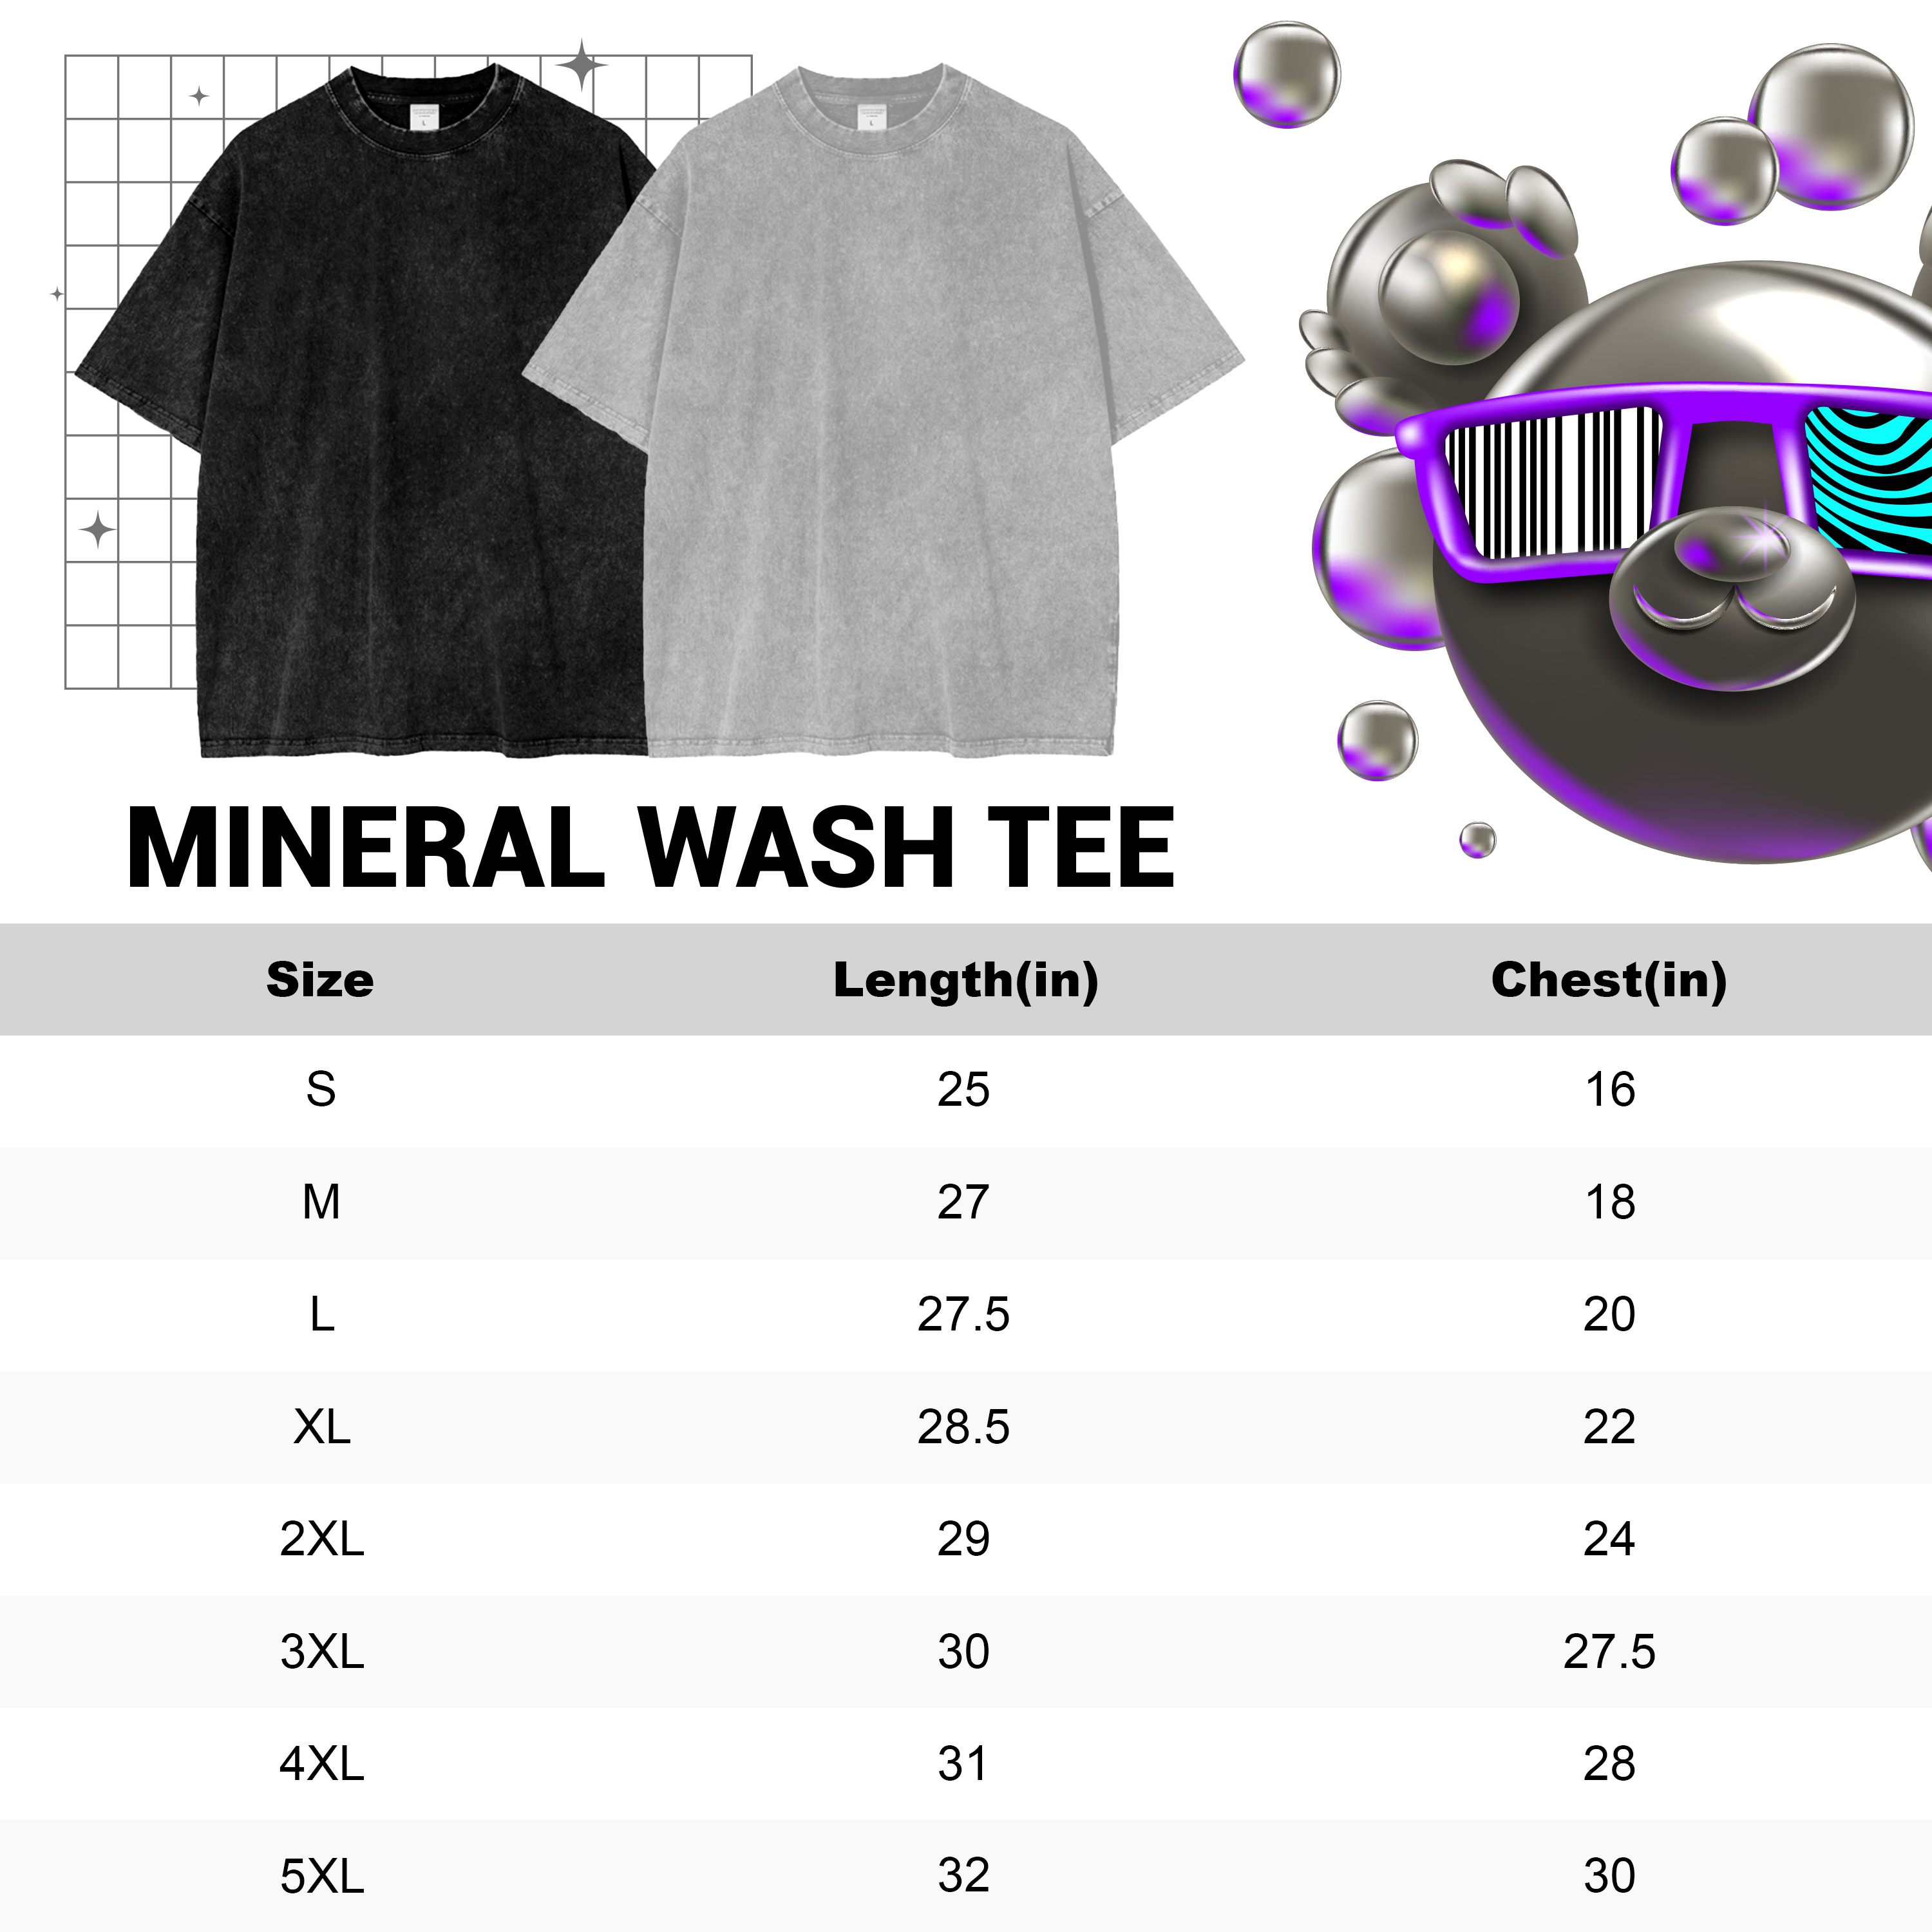 L
L
MINERAL WASH TEE
Size Length(in) Chest(in)
S 25 16
M 27 18
L 27.5 20
XL 28.5 22
2XL 29 24
3XL 30 27.5
4XL 31 28
5XL 32 30